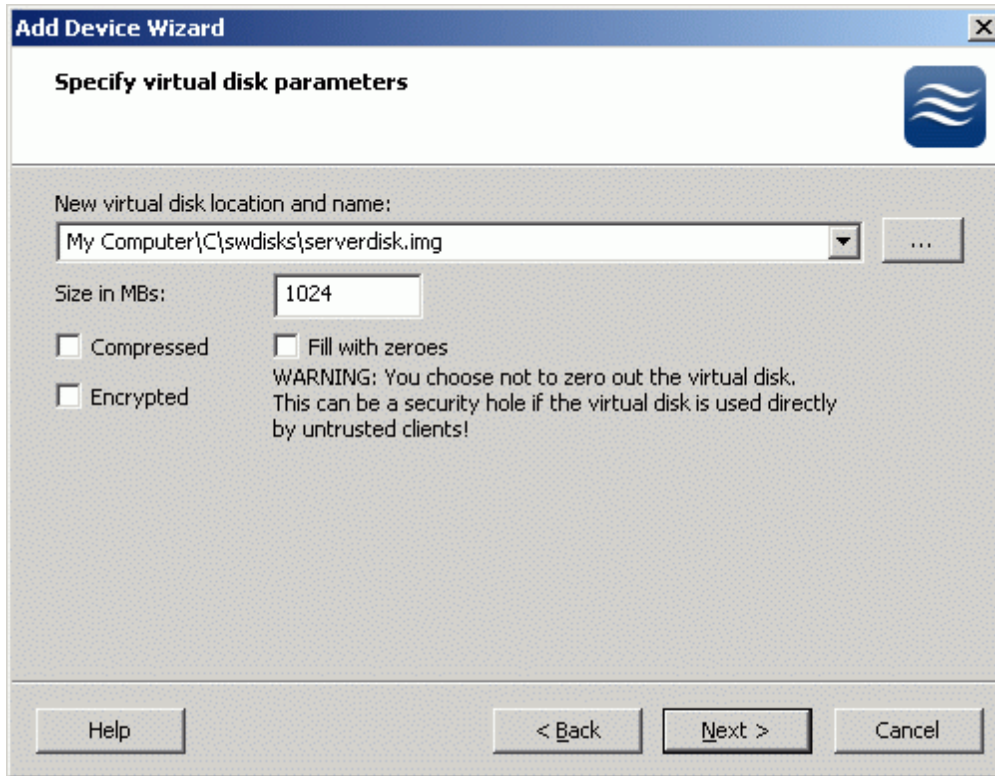 Add Device Wizard
Specify virtual disk parameters
New virtual disk location and name:
My Computer\C\swdisks\serverdisk.img
...
Size in MBs:
1024
Compressed
Fill with zeroes
Encrypted
WARNING: You choose not to zero out the virtual disk.
This can be a security hole if the virtual disk is used directly
by untrusted clients!
Help
< Back
Next >
Cancel